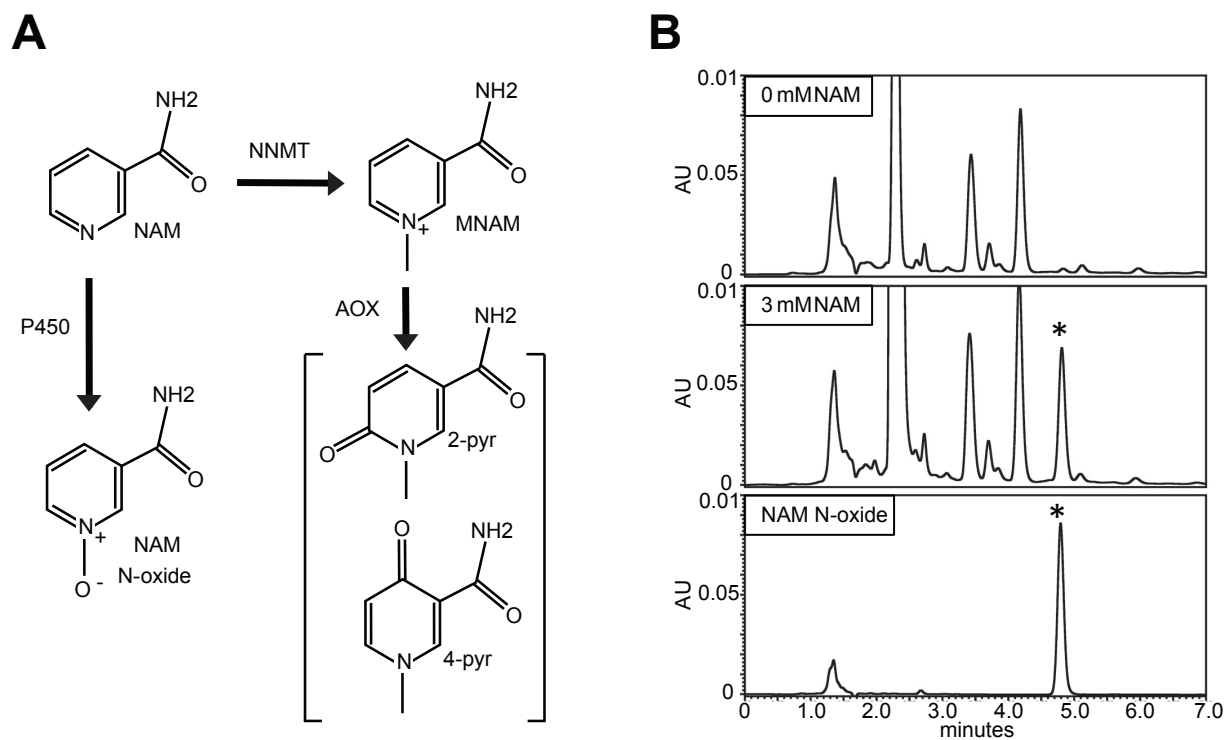 A
NH2
O
N
NAM
NNMT
NH2
O
N
+
MNAM
P450
AOX
NH2
O
N
+
O
-
NAM
N-oxide
NH2
O
O
N
2-pyr
O
NH2
O
N
4-pyr
B
0.01
0 mMNAM
AU
0.05
0
0.01
3 mMNAM
*
AU
0.05
0
0.01
NAM N-oxide
*
AU
0.05
0
0. 1.0 2.0 3.0 4.0 5.0 6.0 7.0
minutes